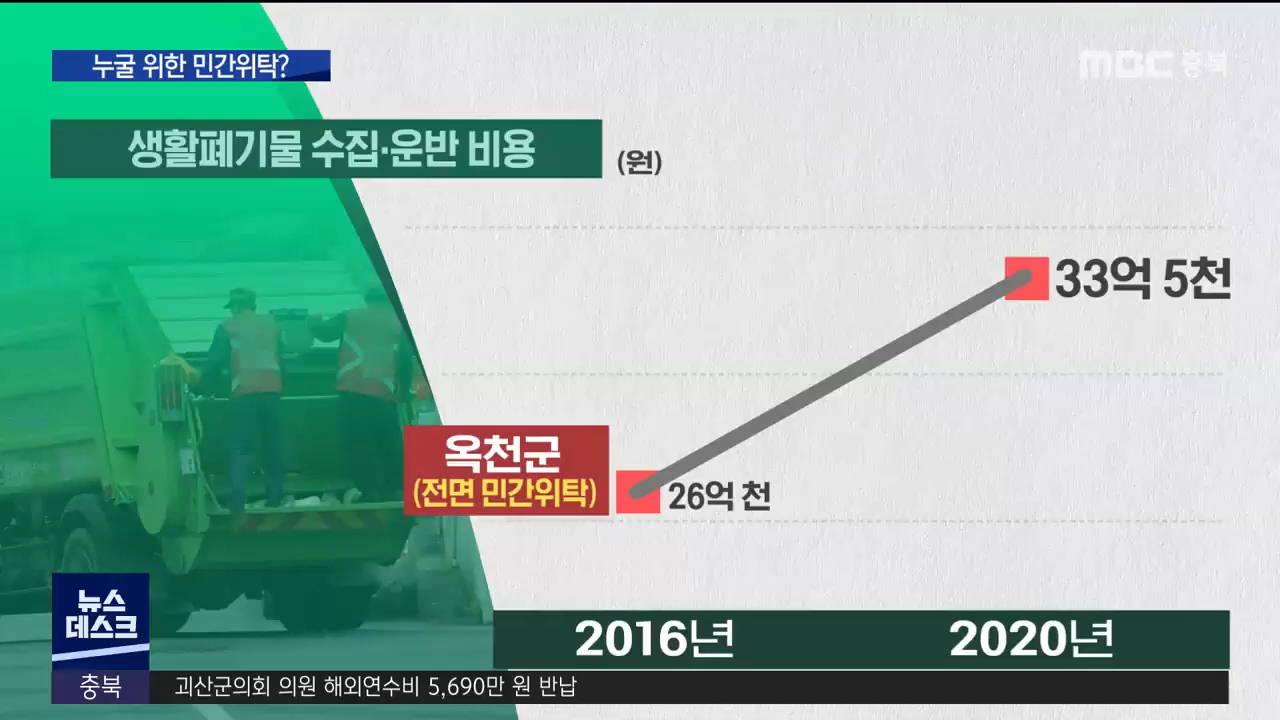 누굴 위한 민간위탁?
MBC 충북
생활폐기물 수집·운반 비용
(원)
33억 5천
옥천군
(전면 민간위탁)
26억 천
2016년
2020년
뉴스
데스크
충북
괴산군의회 의원 해외연수비 5,690만 원 반납